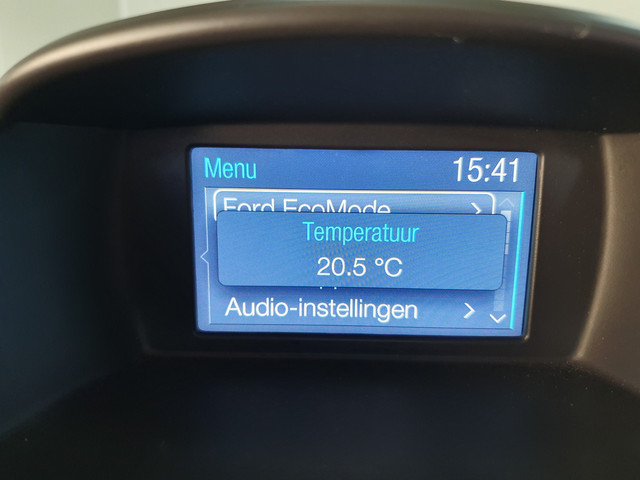 Menu 15:41
Ford EcoMode
Temperatuur
20.5 °C
Audio-instellingen